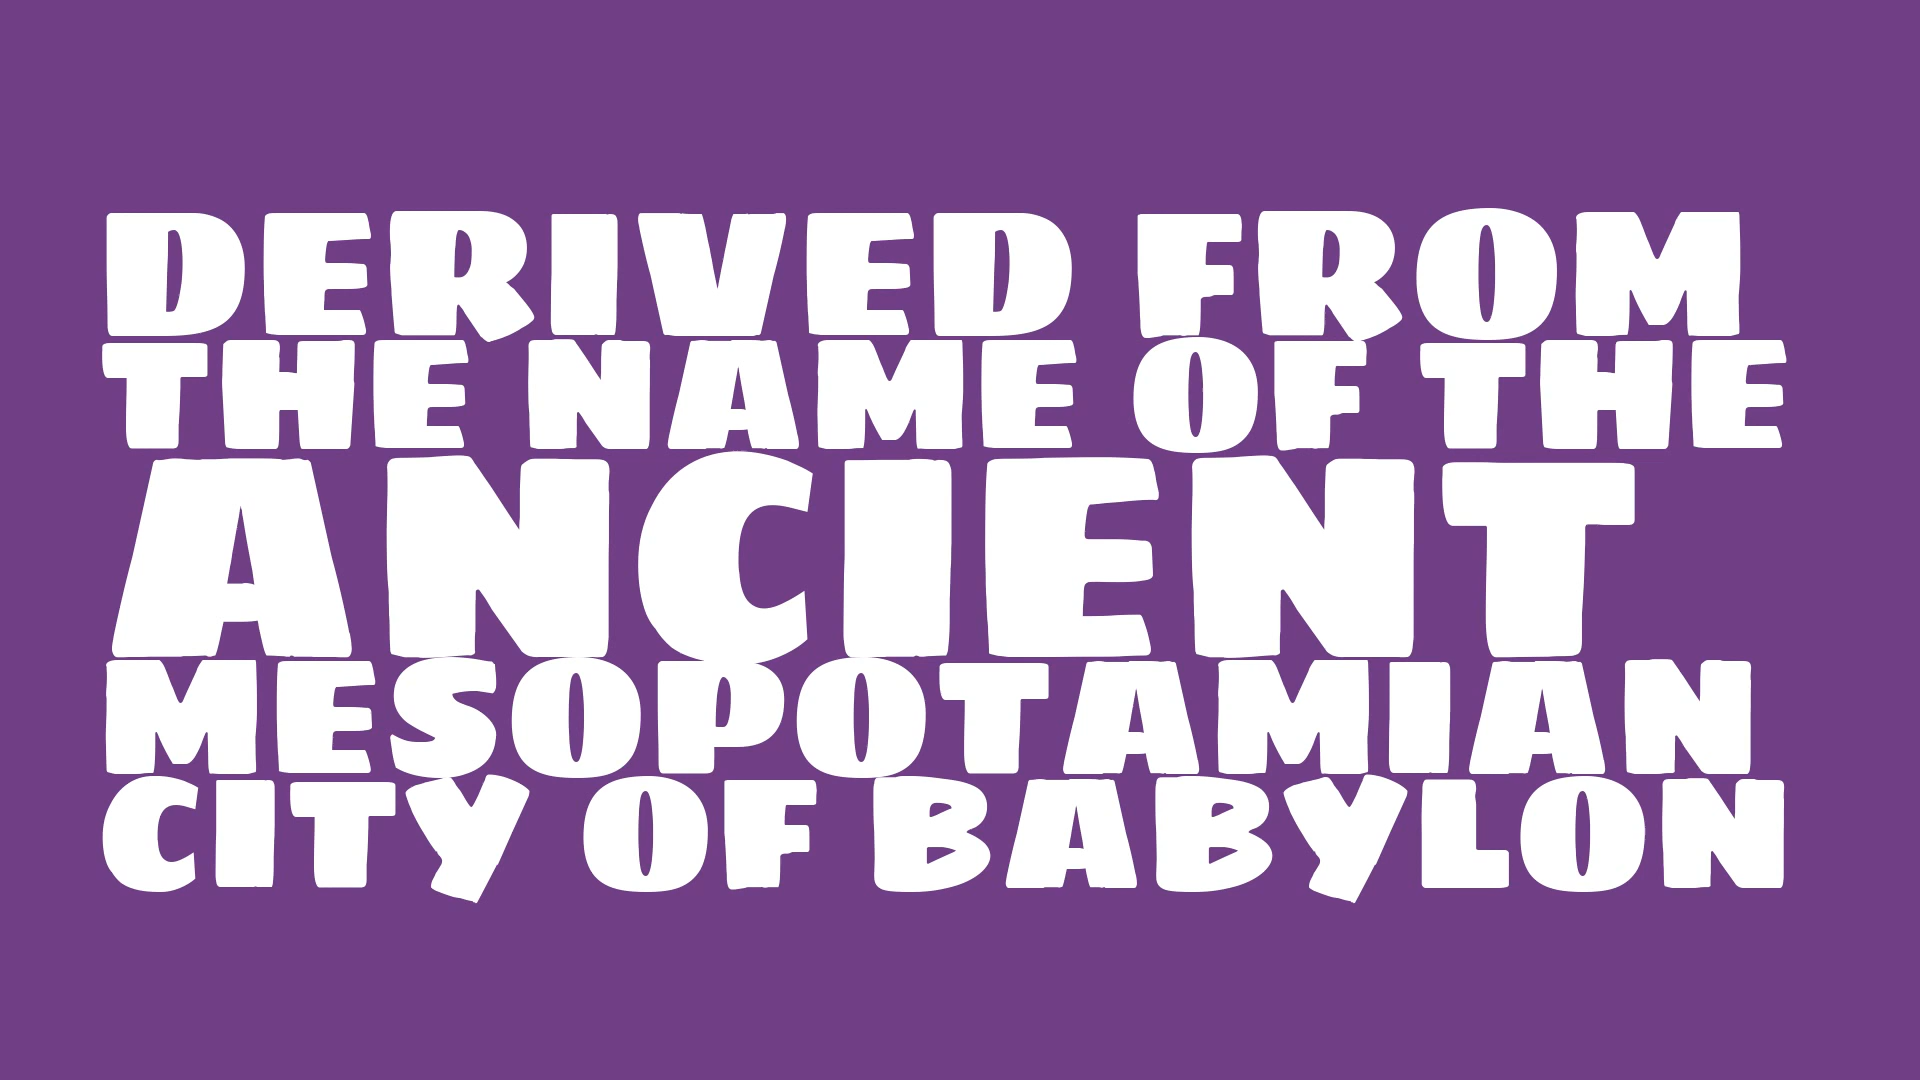 DERIVED FROM
THE NAME OF THE
ANCIENT
MESOPOTAMIAN
CITY OF BABYLON